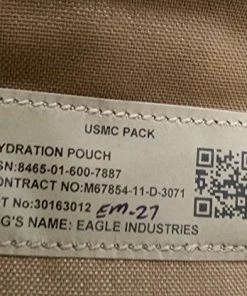 USMC PACK
YDRATION POUCH
SN:8465-01-600-7887
ONTRACT NO:M67854-11-D-3071
RT NO:30163012 EM-27
G'S NAME: EAGLE INDUSTRIES